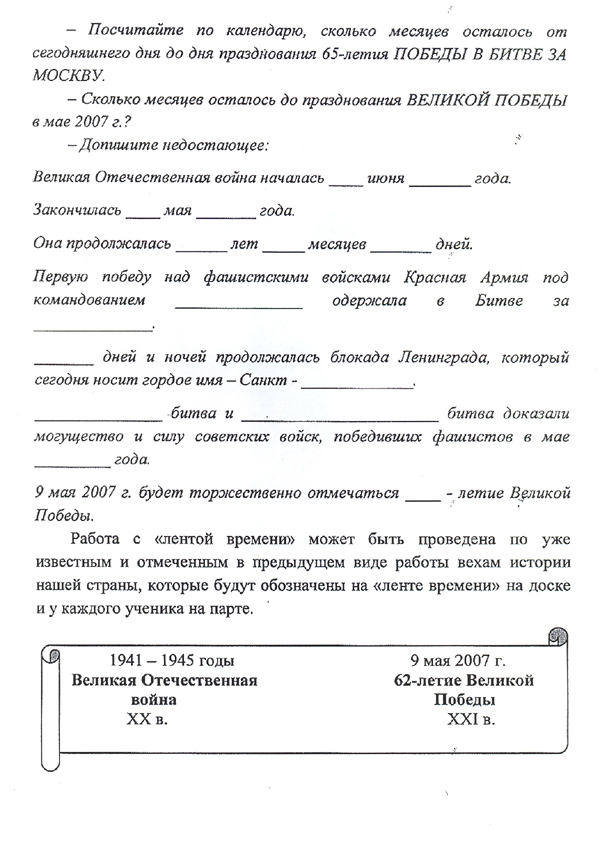 – Посчитайте по календарю, сколько месяцев осталось от
сегодняшнего дня до дня празднования 65-летия ПОБЕДЫ В БИТВЕ ЗА
МОСКВУ.
– Сколько месяцев осталось до празднования ВЕЛИКОЙ ПОБЕДЫ
в мае 2007 г.?
– Допишите недостающее:
Великая Отечественная война началась ____ июня _______ года.
Закончилась ____ мая _______ года.
Она продолжалась ______ лет _____ месяцев _______ дней.
Первую победу над фашистскими войсками Красная Армия под
командованием _______________ одержала в Битве за
______________.
_______ дней и ночей продолжалась блокада Ленинграда, который
сегодня носит гордое имя – Санкт - _____________.
_______________ битва и _______________________ битва доказали
могущество и силу советских войск, победивших фашистов в мае
_________ года.
9 мая 2007 г. будет торжественно отмечаться ____ - летие Великой
Победы.
Работа с «лентой времени» может быть проведена по уже
известным и отмеченным в предыдущем виде работы вехам истории
нашей страны, которые будут обозначены на «ленте времени» на доске
и у каждого ученика на парте.
1941 – 1945 годы
Великая Отечественная
война
XX в.
9 мая 2007 г.
62-летие Великой
Победы
XXI в.